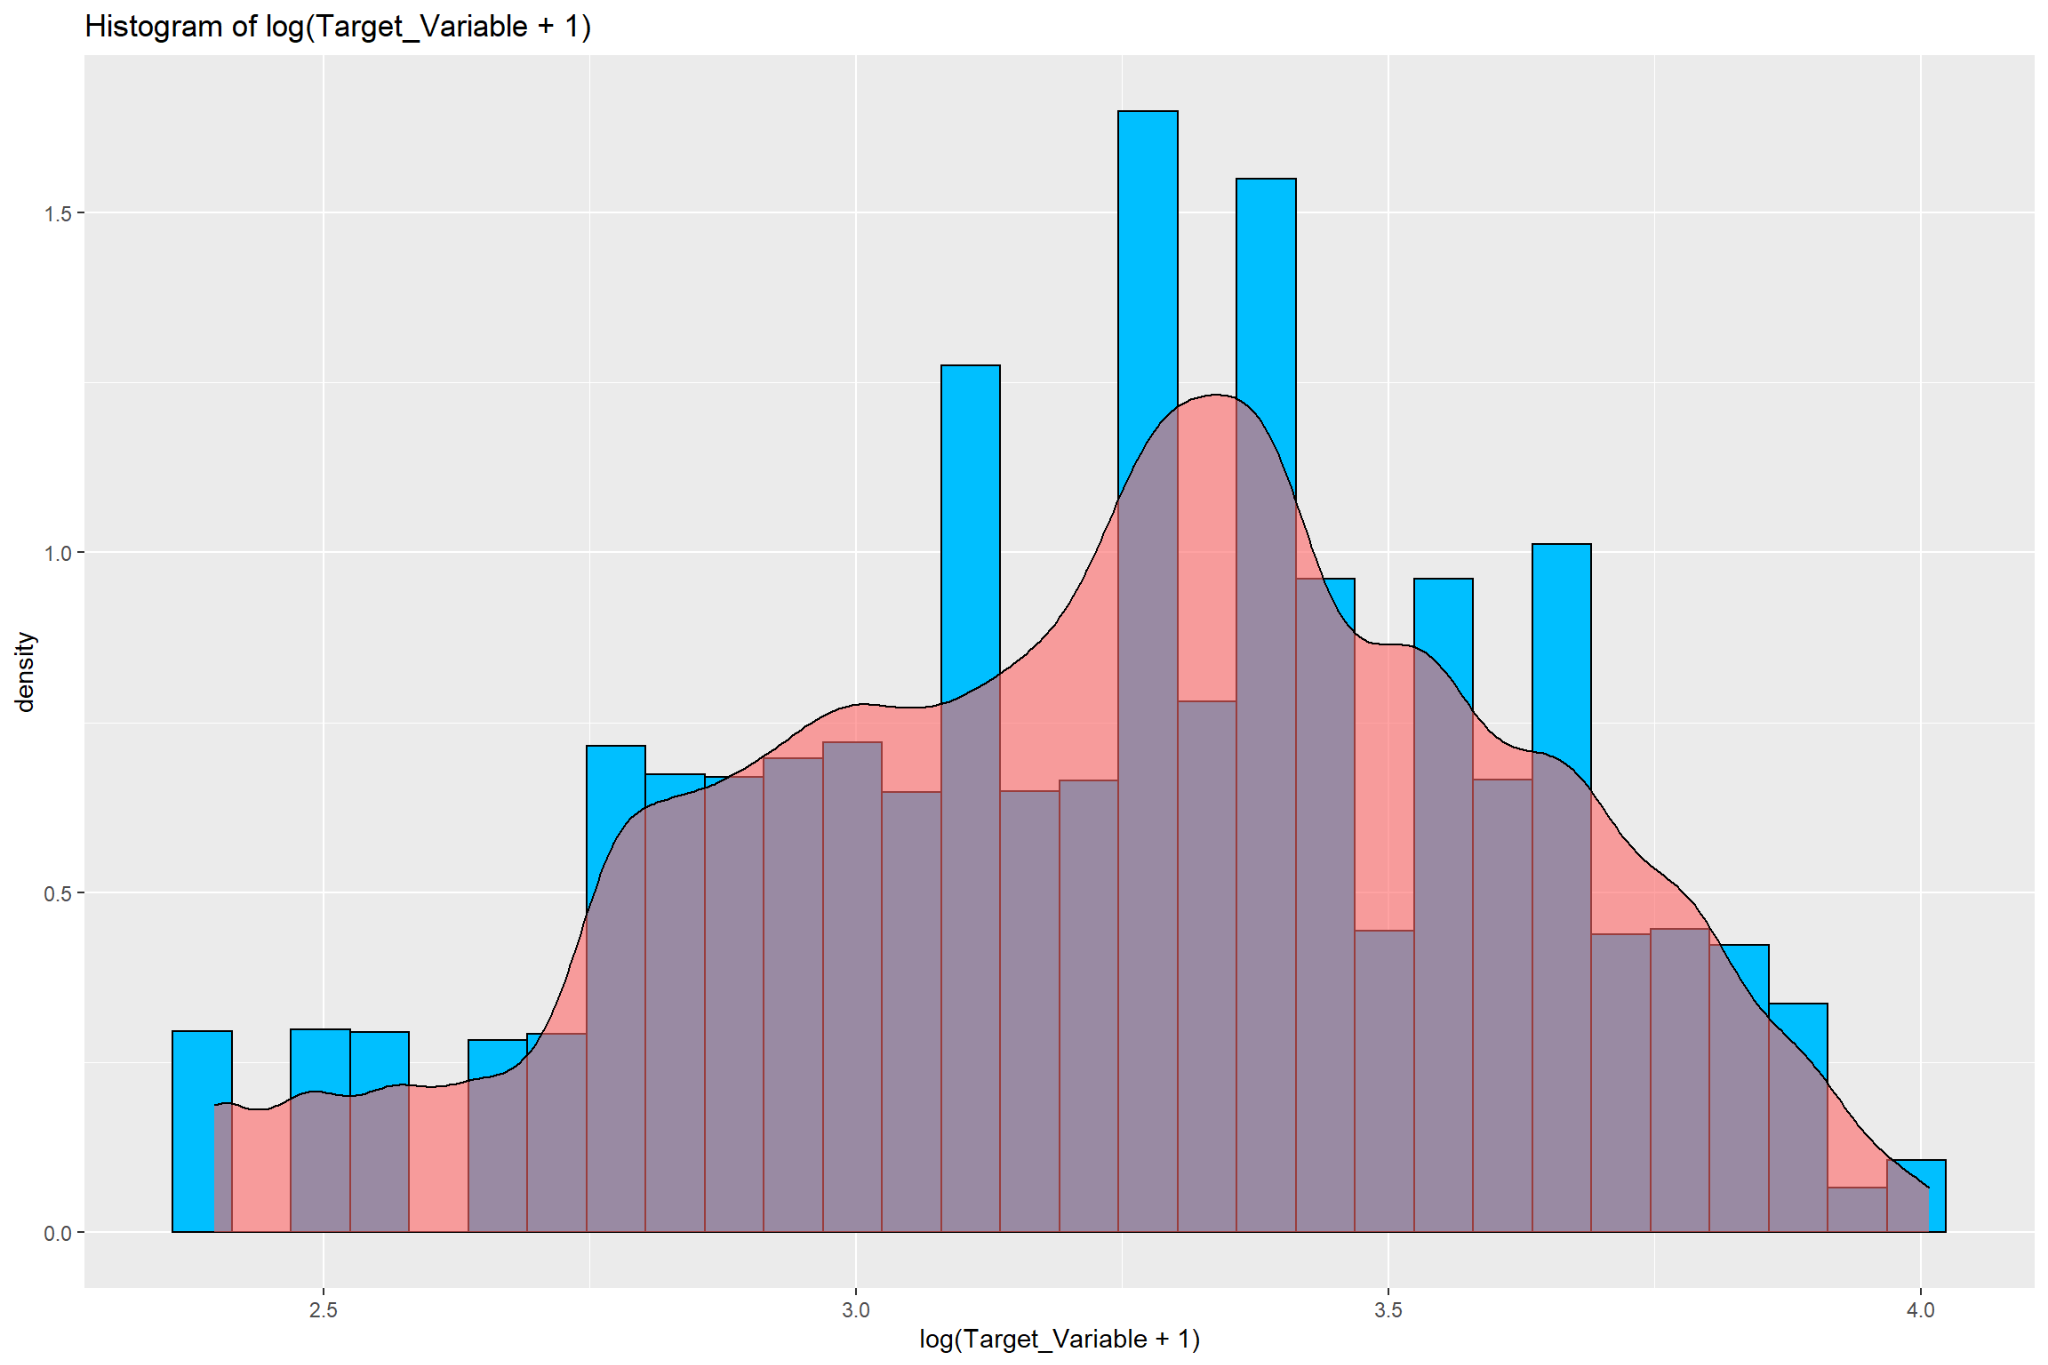 Histogram of log(Target_Variable + 1)
1.5
1.0
0.5
0.0
density
2.5 3.0 3.5 4.0
log(Target_Variable + 1)